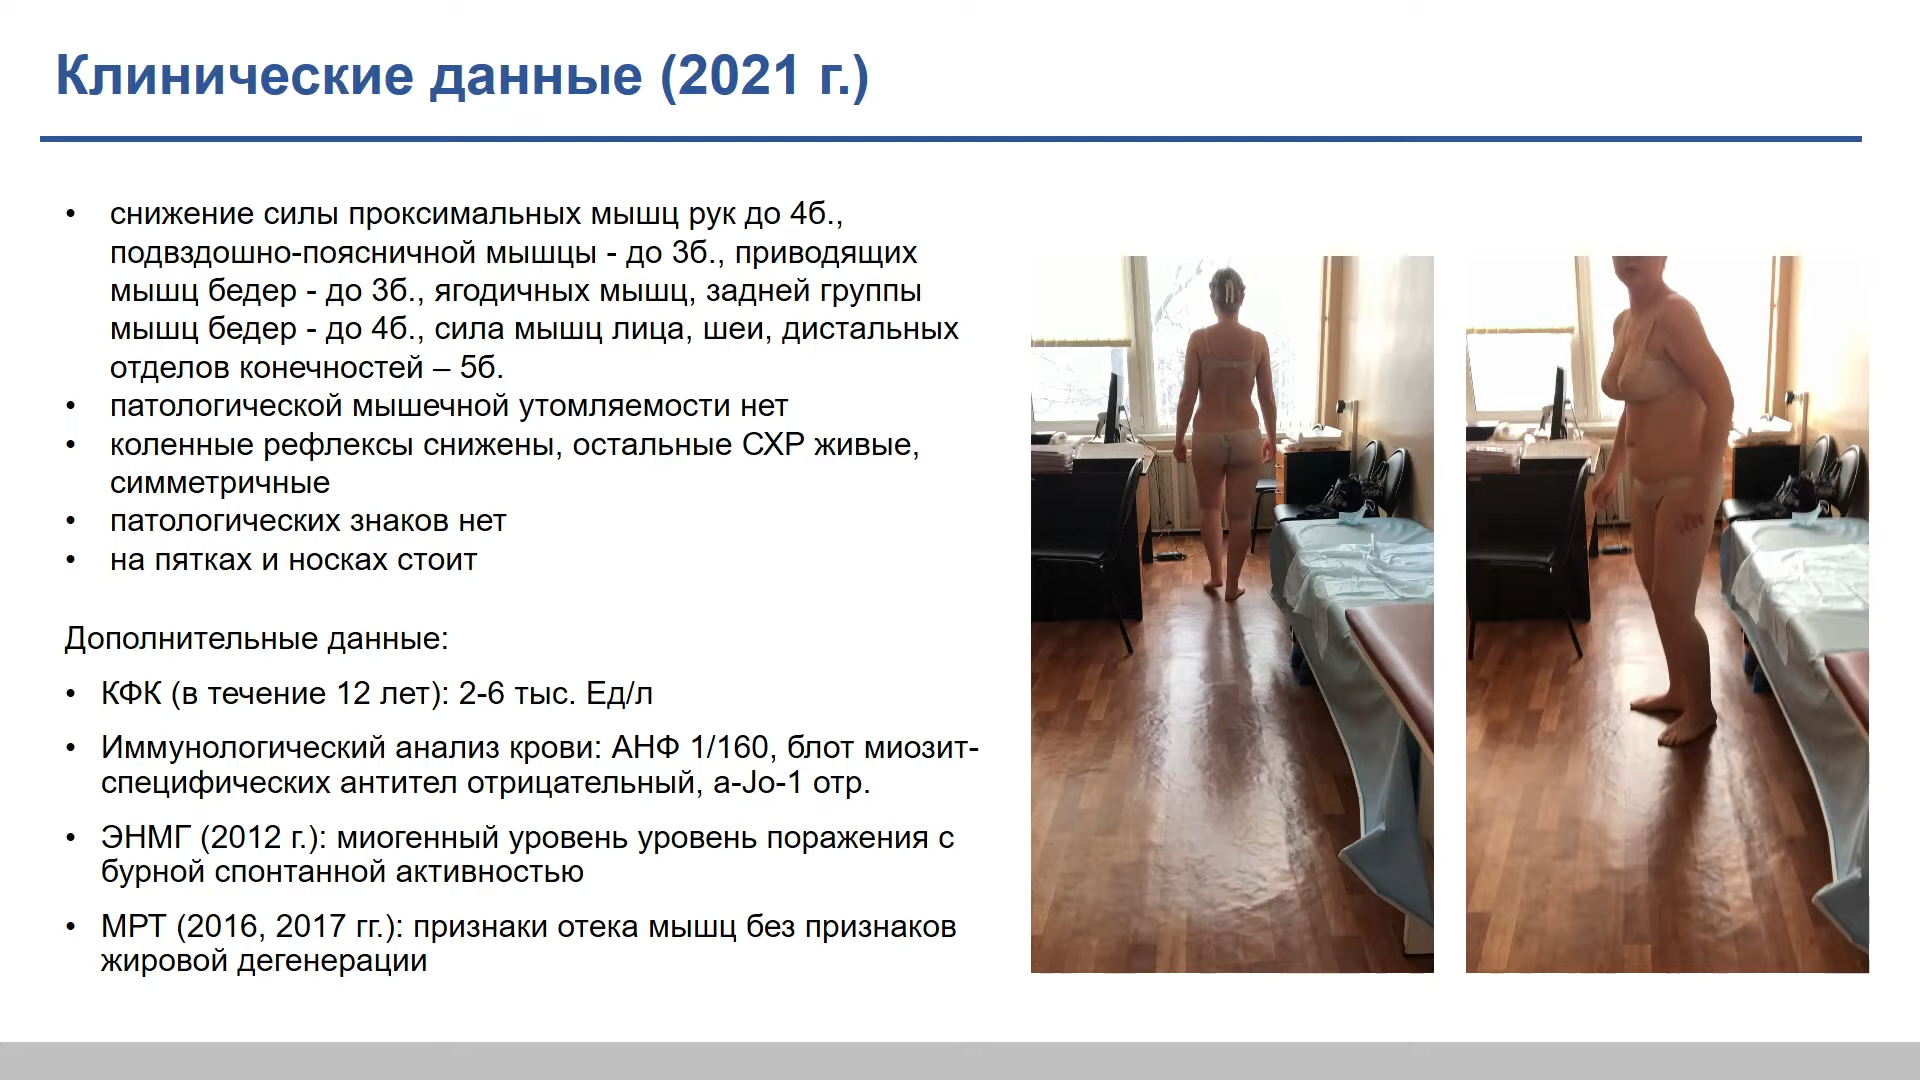 Клинические данные (2021 г.)
• снижение силы проксимальных мышц рук до 4б.,
подвздошно-поясничной мышцы - до 3б., приводящих
мышц бедер - до 3б., ягодичных мышц, задней группы
мышц бедер - до 4б., сила мышц лица, шеи, дистальных
отделов конечностей – 5б.
• патологической мышечной утомляемости нет
• коленные рефлексы снижены, остальные СХР живые,
симметричные
• патологических знаков нет
• на пятках и носках стоит
Дополнительные данные:
• КФК (в течение 12 лет): 2-6 тыс. Ед/л
• Иммунологический анализ крови: АНФ 1/160, блот миозит-
специфических антител отрицательный, а-Jo-1 отр.
• ЭНМГ (2012 г.): миогенный уровень уровень поражения с
бурной спонтанной активностью
• МРТ (2016, 2017 гг.): признаки отека мышц без признаков
жировой дегенерации